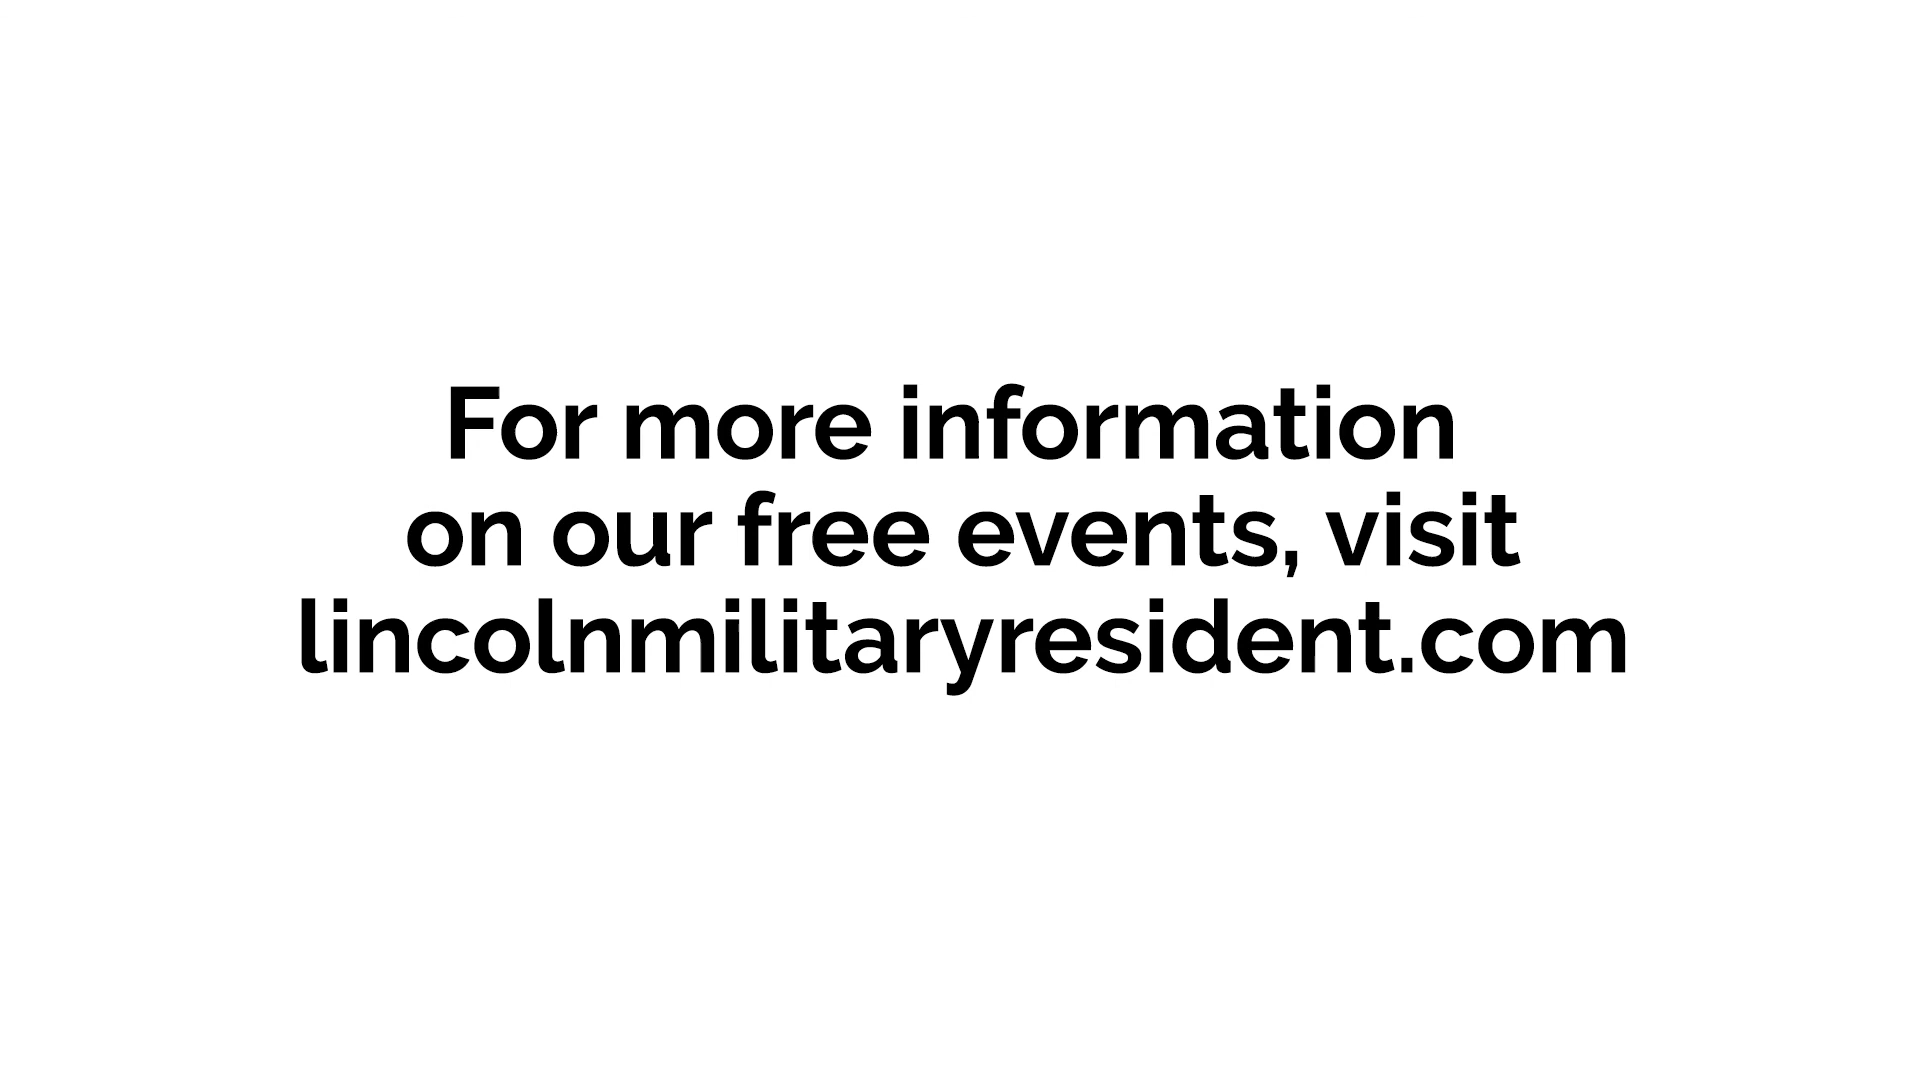 For more information
on our free events, visit
lincolnmilitaryresident.com